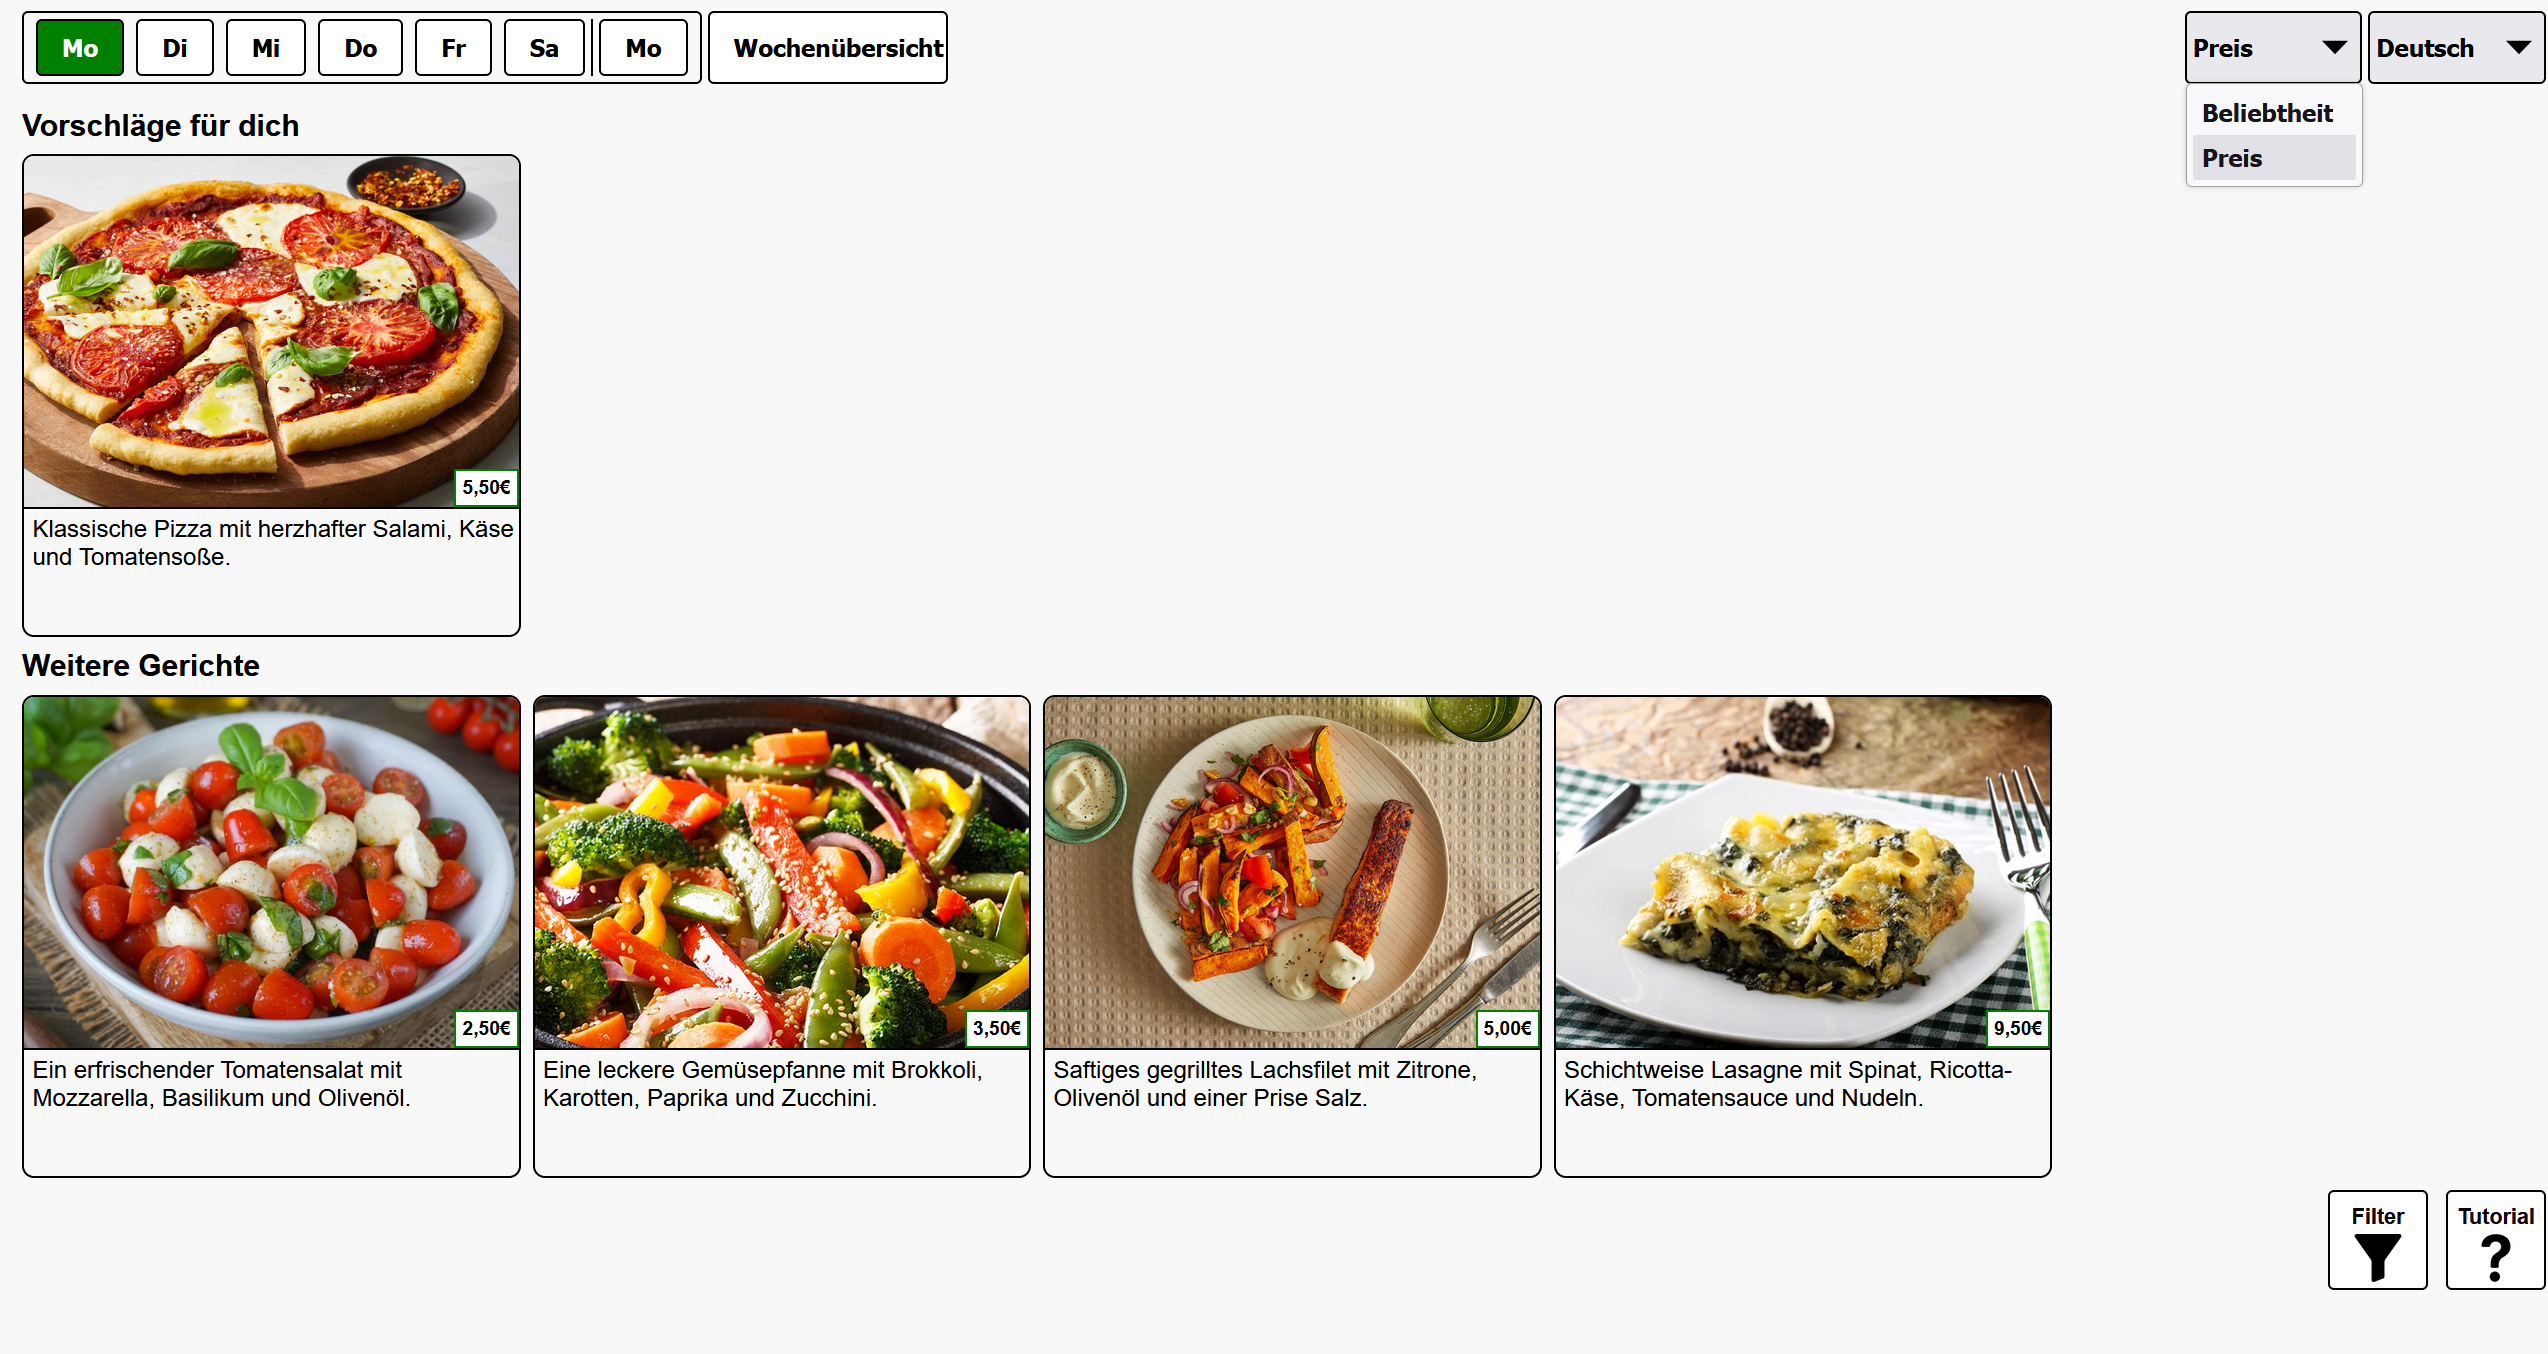 Mo Di Mi Do Fr Sa Mo Wochenübersicht Preis Deutsch
Beliebtheit
Preis
Vorschläge für dich
5,50€
Klassische Pizza mit herzhafter Salami, Käse
und Tomatensoße.
Weitere Gerichte
2,50€
Ein erfrischender Tomatensalat mit
Mozzarella, Basilikum und Olivenöl.
3,50€
Eine leckere Gemüsepfanne mit Brokkoli,
Karotten, Paprika und Zucchini.
5,00€
Saftiges gegrilltes Lachsfilet mit Zitrone,
Olivenöl und einer Prise Salz.
9,50€
Schichtweise Lasagne mit Spinat, Ricotta-
Käse, Tomatensauce und Nudeln.
Filter
Tutorial
?